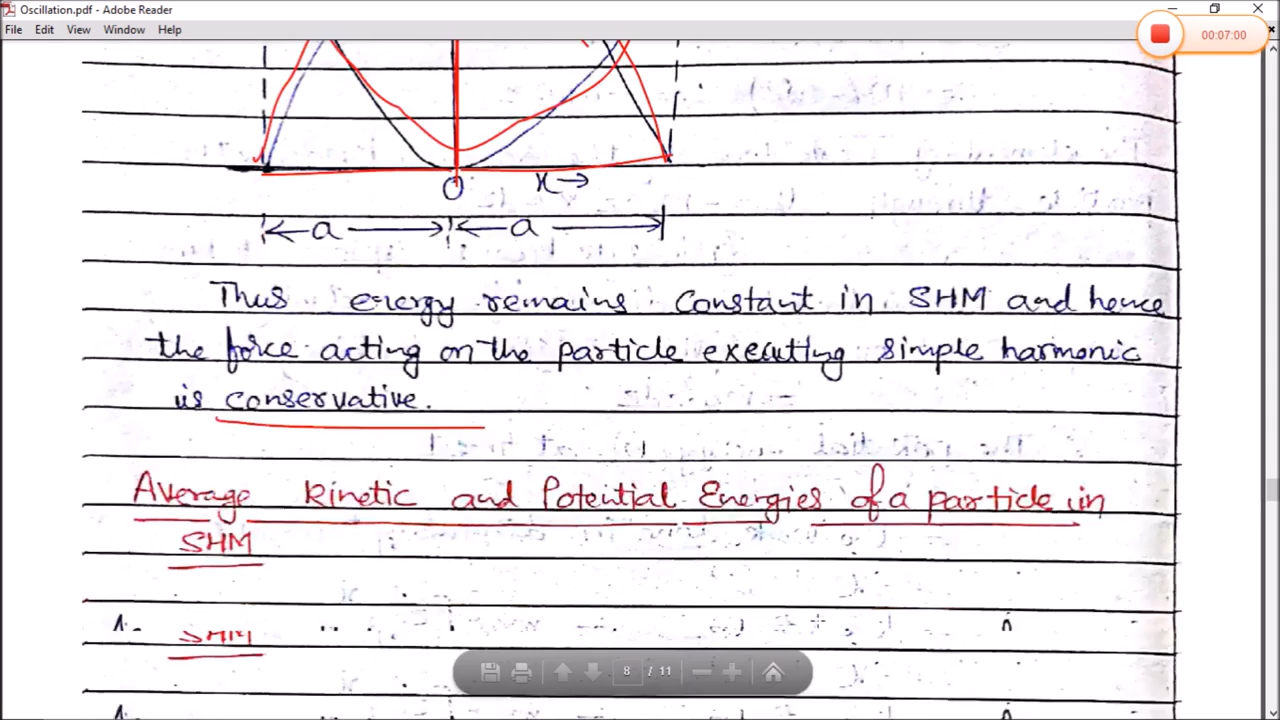 Oscillation.pdf - Adobe Reader
File Edit View Window Help
00:07:00
O x→
a a
Thus energy remains Constant in SHM and hence
the force acting on the particle executing simple harmonic
is conservative.
Average Kinetic and Potential Energies of a particle in
SHM
SHM
8 / 11